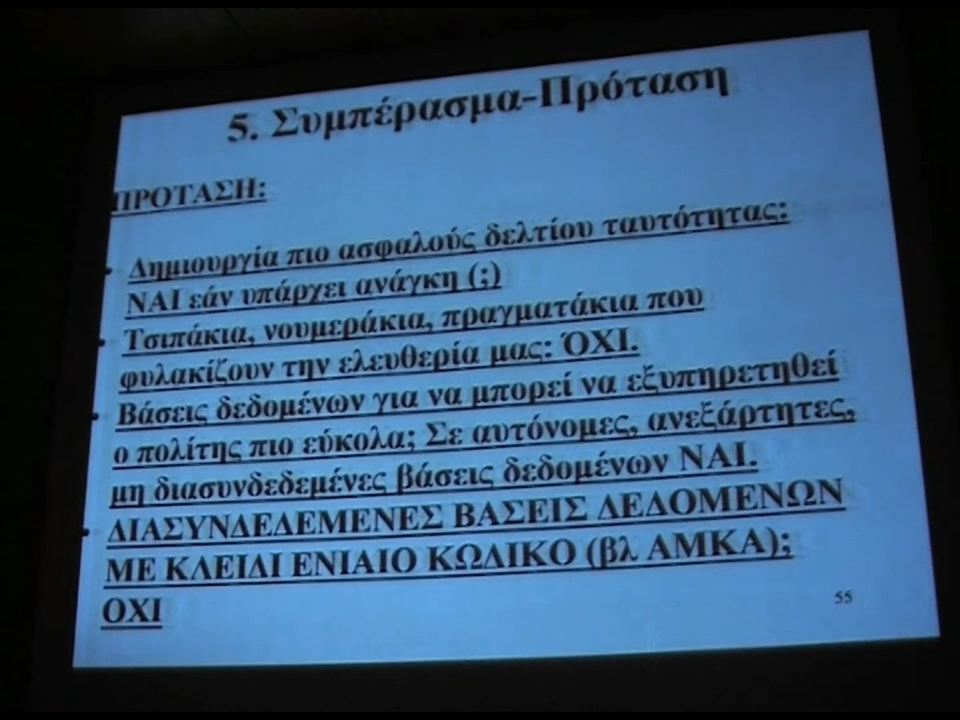 5. Συμπέρασμα-Πρόταση
ΠΡΟΤΑΣΗ:
• Δημιουργία πιο ασφαλούς δελτίου ταυτότητας:
ΝΑΙ εάν υπάρχει ανάγκη (;)
• Τσιπάκια, νουμεράκια, πραγματάκια που
φυλακίζουν την ελευθερία μας: ΌΧΙ.
• Βάσεις δεδομένων για να μπορεί να εξυπηρετηθεί
ο πολίτης πιο εύκολα; Σε αυτόνομες, ανεξάρτητες,
μη διασυνδεδεμένες βάσεις δεδομένων ΝΑΙ.
• ΔΙΑΣΥΝΔΕΔΕΜΕΝΕΣ ΒΑΣΕΙΣ ΔΕΔΟΜΕΝΩΝ
ΜΕ ΚΛΕΙΔΙ ΕΝΙΑΙΟ ΚΩΔΙΚΟ (βλ ΑΜΚΑ);
ΟΧΙ
55